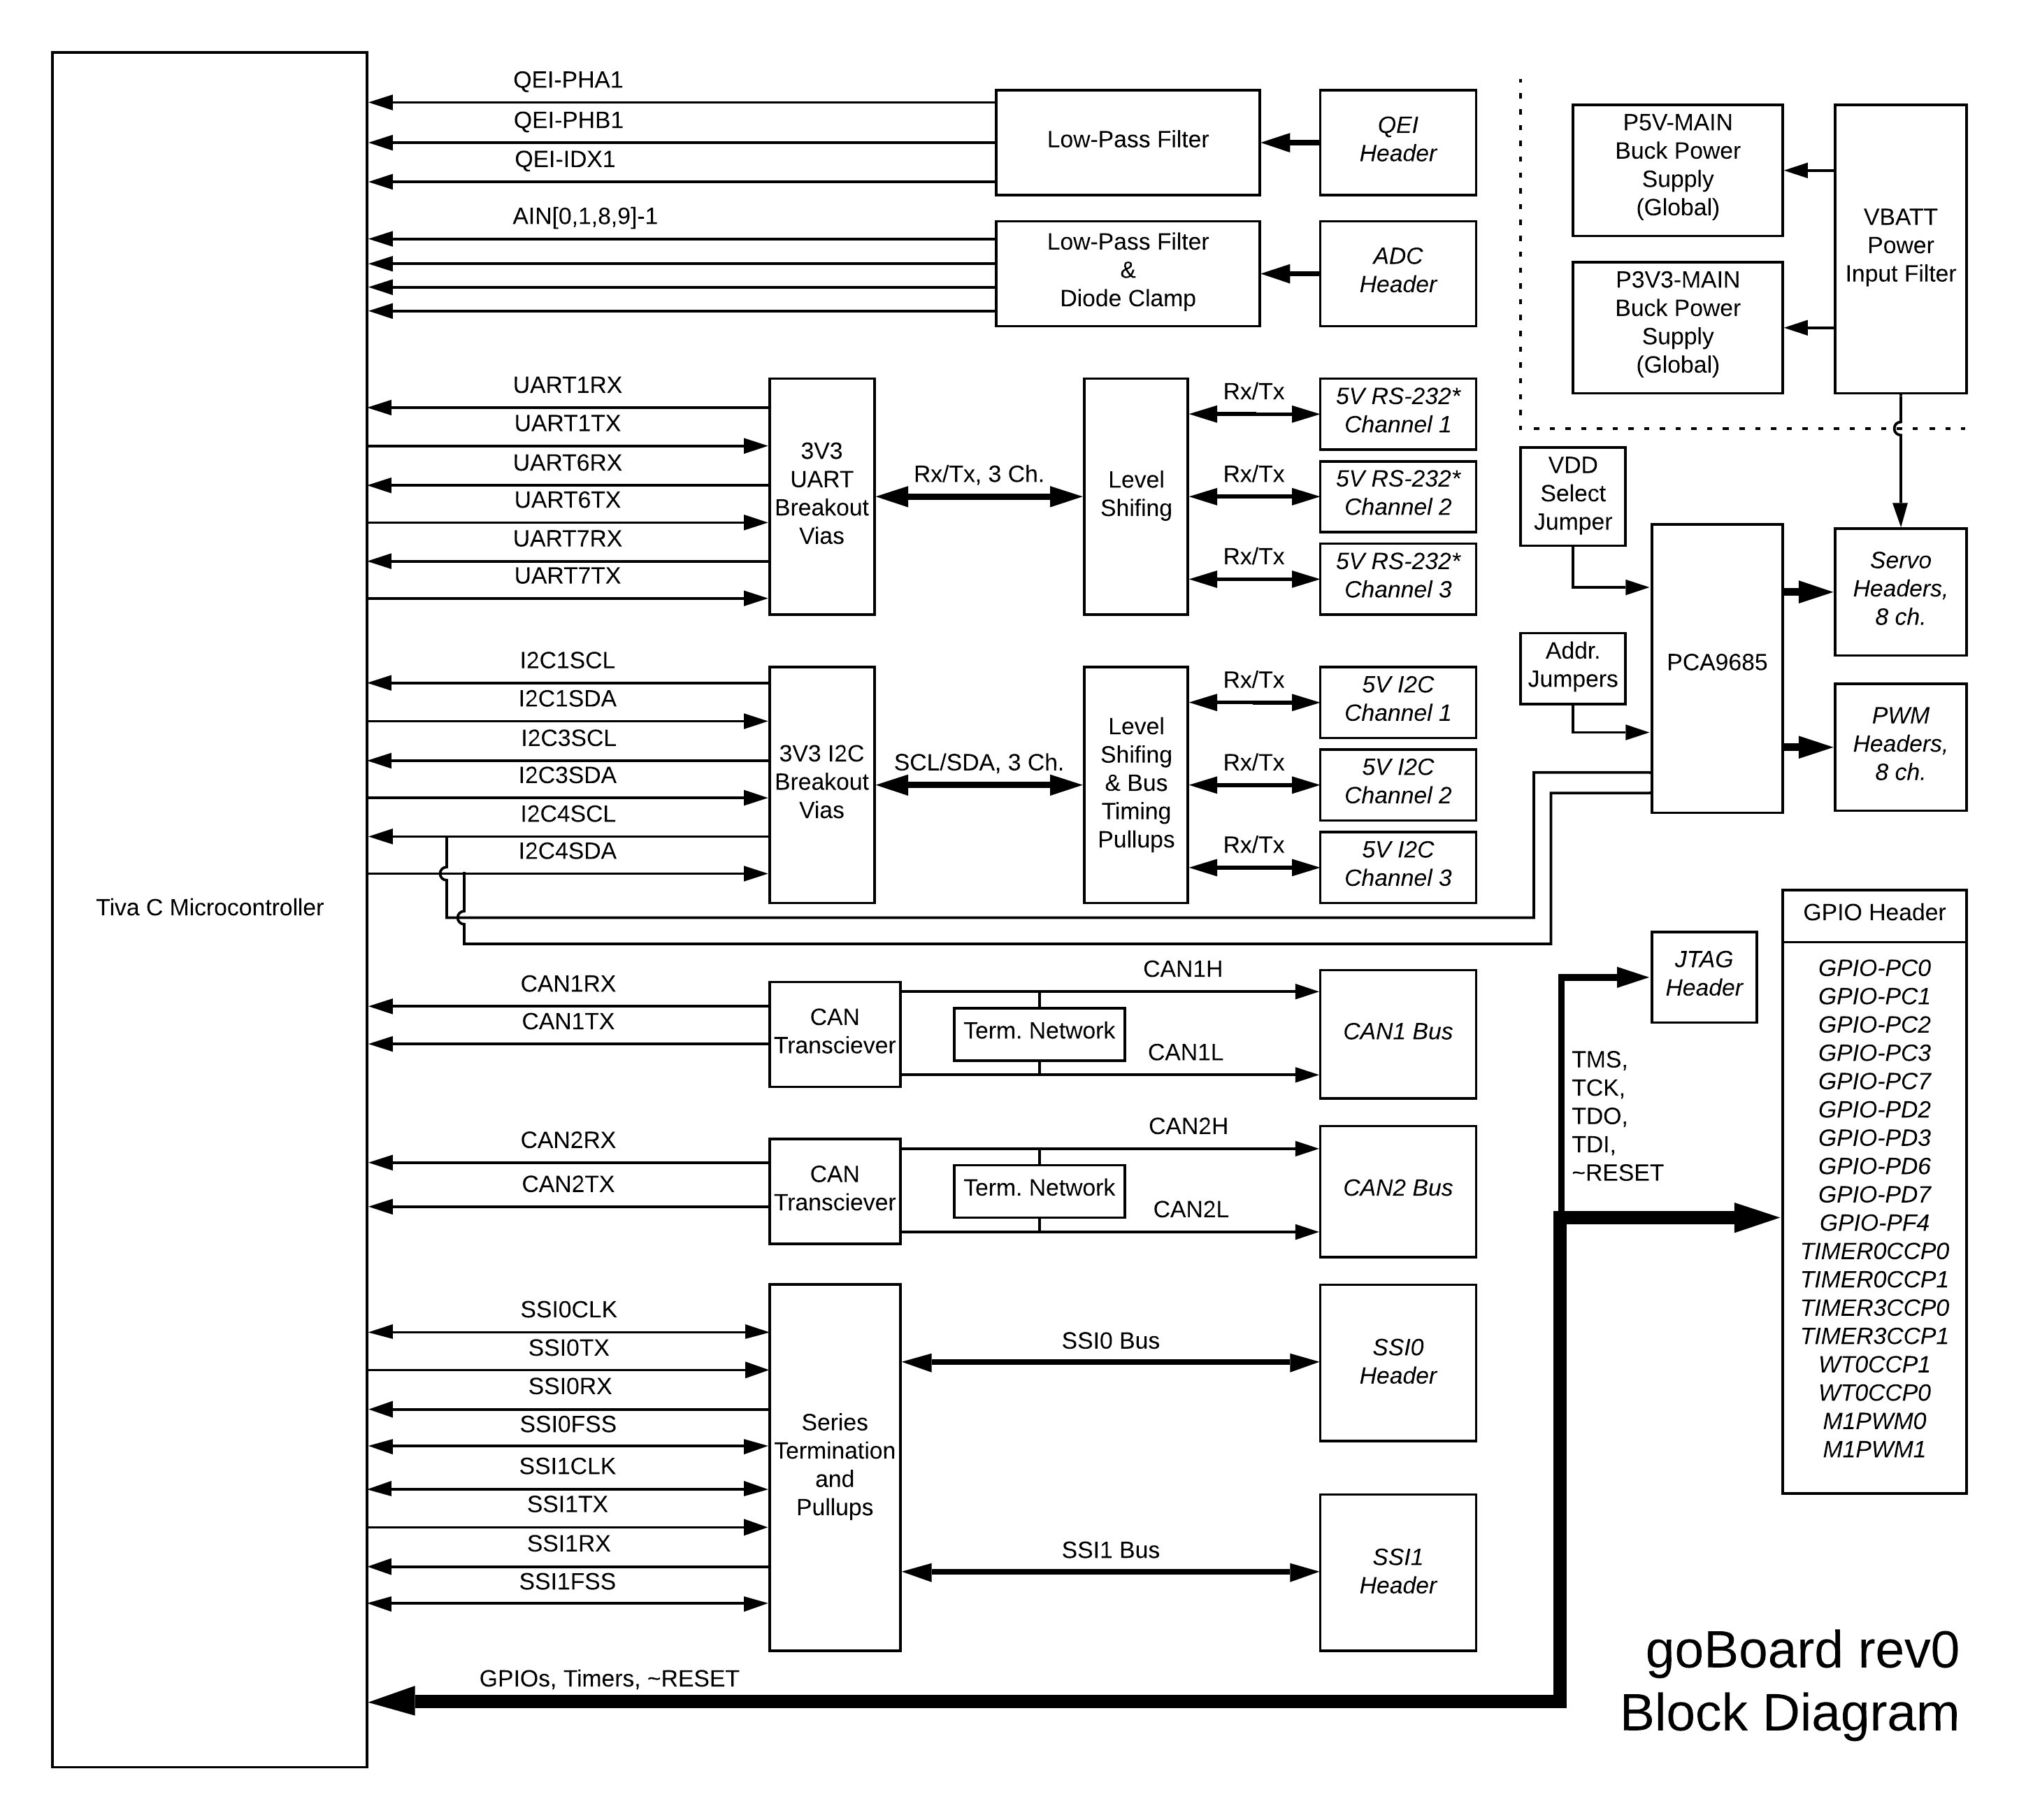 QEI-PHA1
QEI-PHB1
QEI-IDX1
Low-Pass Filter
QEI
Header
AIN[0,1,8,9]-1
Low-Pass Filter
&
Diode Clamp
ADC
Header
P5V-MAIN
Buck Power
Supply
(Global)
P3V3-MAIN
Buck Power
Supply
(Global)
VBATT
Power
Input Filter
UART1RX
UART1TX
UART6RX
UART6TX
UART7RX
UART7TX
3V3
UART
Breakout
Vias
Rx/Tx, 3 Ch.
Level
Shifing
Rx/Tx
5V RS-232*
Channel 1
Rx/Tx
5V RS-232*
Channel 2
Rx/Tx
5V RS-232*
Channel 3
VDD
Select
Jumper
Addr.
Jumpers
PCA9685
Servo
Headers,
8 ch.
PWM
Headers,
8 ch.
I2C1SCL
I2C1SDA
I2C3SCL
I2C3SDA
I2C4SCL
I2C4SDA
3V3 I2C
Breakout
Vias
SCL/SDA, 3 Ch.
Level
Shifing
& Bus
Timing
Pullups
Rx/Tx
5V I2C
Channel 1
Rx/Tx
5V I2C
Channel 2
Rx/Tx
5V I2C
Channel 3
Tiva C Microcontroller
CAN1RX
CAN1TX
CAN
Transciever
CAN1H
Term. Network
CAN1L
CAN1 Bus
CAN2RX
CAN2TX
CAN
Transciever
CAN2H
Term. Network
CAN2L
CAN2 Bus
JTAG
Header
TMS,
TCK,
TDO,
TDI,
~RESET
GPIO Header
GPIO-PC0
GPIO-PC1
GPIO-PC2
GPIO-PC3
GPIO-PC7
GPIO-PD2
GPIO-PD3
GPIO-PD6
GPIO-PD7
GPIO-PF4
TIMER0CCP0
TIMER0CCP1
TIMER3CCP0
TIMER3CCP1
WT0CCP1
WT0CCP0
M1PWM0
M1PWM1
SSI0CLK
SSI0TX
SSI0RX
SSI0FSS
SSI1CLK
SSI1TX
SSI1RX
SSI1FSS
Series
Termination
and
Pullups
SSI0 Bus
SSI0
Header
SSI1 Bus
SSI1
Header
GPIOs, Timers, ~RESET
goBoard rev0
Block Diagram